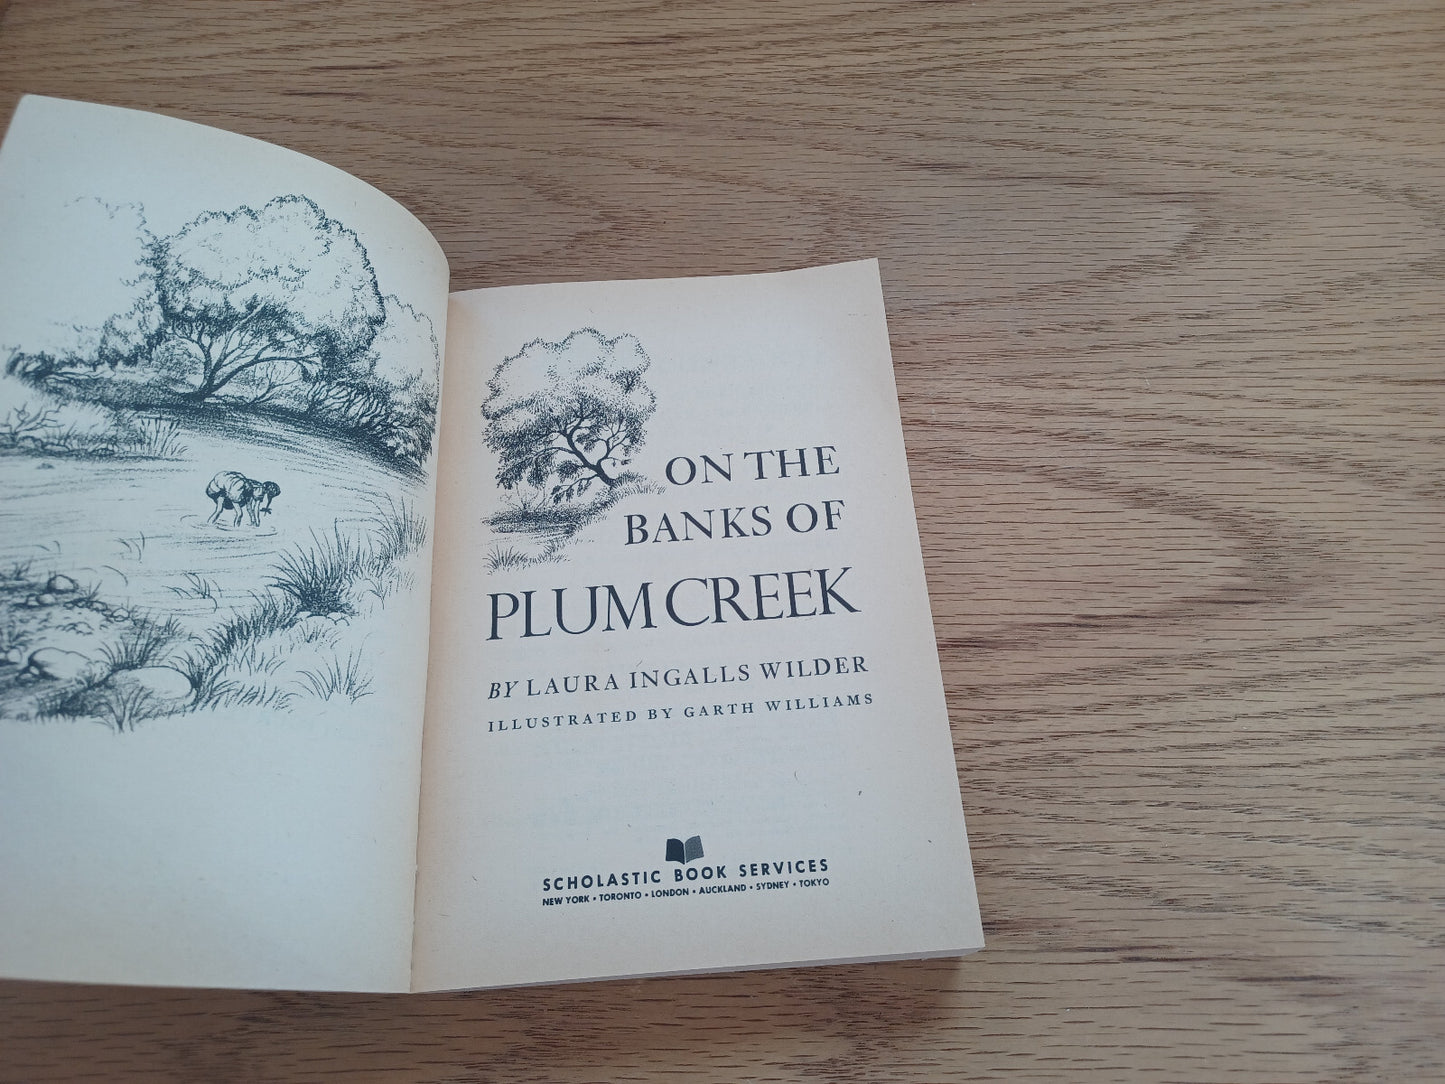 ON THE
BANKS OF
PLUM CREEK
BY LAURA INGALLS WILDER
ILLUSTRATED BY GARTH WILLIAMS
SCHOLASTIC BOOK SERVICES
NEW YORK • TORONTO • LONDON • AUCKLAND • SYDNEY • TOKYO